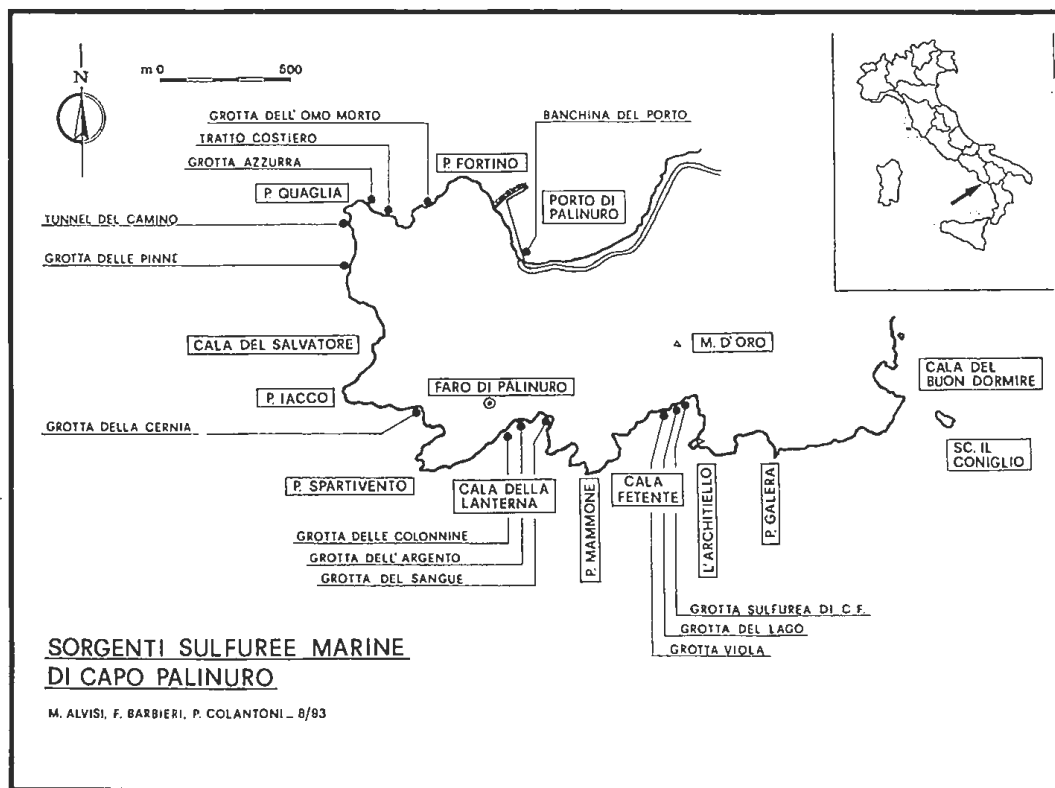 N
m 0 500
GROTTA DELL' OMO MORTO
TRATTO COSTIERO
GROTTA AZZURRA
P. QUAGLIA
P. FORTINO
BANCHINA DEL PORTO
PORTO DI
PALINURO
TUNNEL DEL CAMINO
GROTTA DELLE PINNE
CALA DEL SALVATORE
M. D'ORO
CALA DEL
BUON DORMIRE
P. IACCO
FARO DI PALINURO
GROTTA DELLA CERNIA
SC. IL
CONIGLIO
P. SPARTIVENTO
CALA DELLA
LANTERNA
P. MAMMONE
CALA
FETENTE
L'ARCHITIELLO
P. GALERA
GROTTA DELLE COLONNINE
GROTTA DELL'ARGENTO
GROTTA DEL SANGUE
GROTTA SULFUREA DI C.F.
GROTTA DEL LAGO
GROTTA VIOLA
SORGENTI SULFUREE MARINE
DI CAPO PALINURO
M. ALVISI, F. BARBIERI, P. COLANTONI _ 8/93